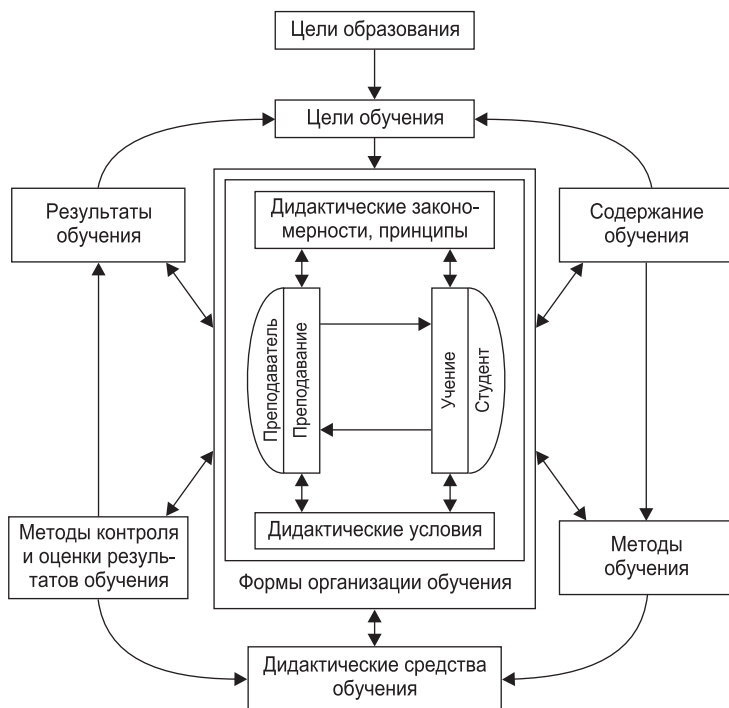 Цели образования
Цели обучения
Результаты
обучения
Дидактические законо-
мерности, принципы
Содержание
обучения
Преподаватель
Преподавание
Учение
Студент
Методы контроля
и оценки резуль-
татов обучения
Дидактические условия
Методы
обучения
Формы организации обучения
Дидактические средства
обучения